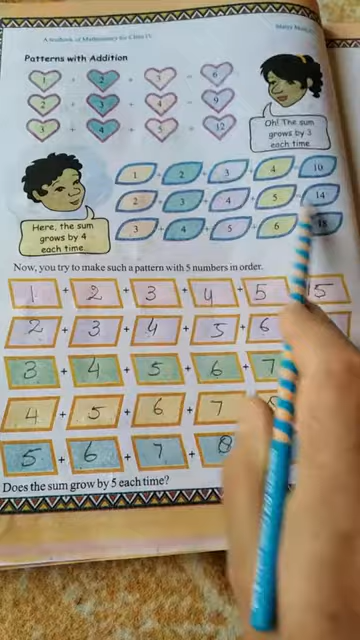 A textbook of Mathematics for Class IV
Patterns with Addition
1 + 2 + 3 = 6
2 + 3 + 4 = 9
3 + 4 + 5 = 12
Oh! The sum
grows by 3
each time
1 + 2 + 3 + 4 = 10
2 + 3 + 4 + 5 = 14
3 + 4 + 5 + 6 = 18
Here, the sum
grows by 4
each time
Now, you try to make such a pattern with 5 numbers in order.
1 + 2 + 3 + 4 + 5 15
2 + 3 + 4 + 5 + 6
3 + 4 + 5 + 6 + 7
4 + 5 + 6 + 7 +
5 + 6 + 7 + 8
Does the sum grow by 5 each time?